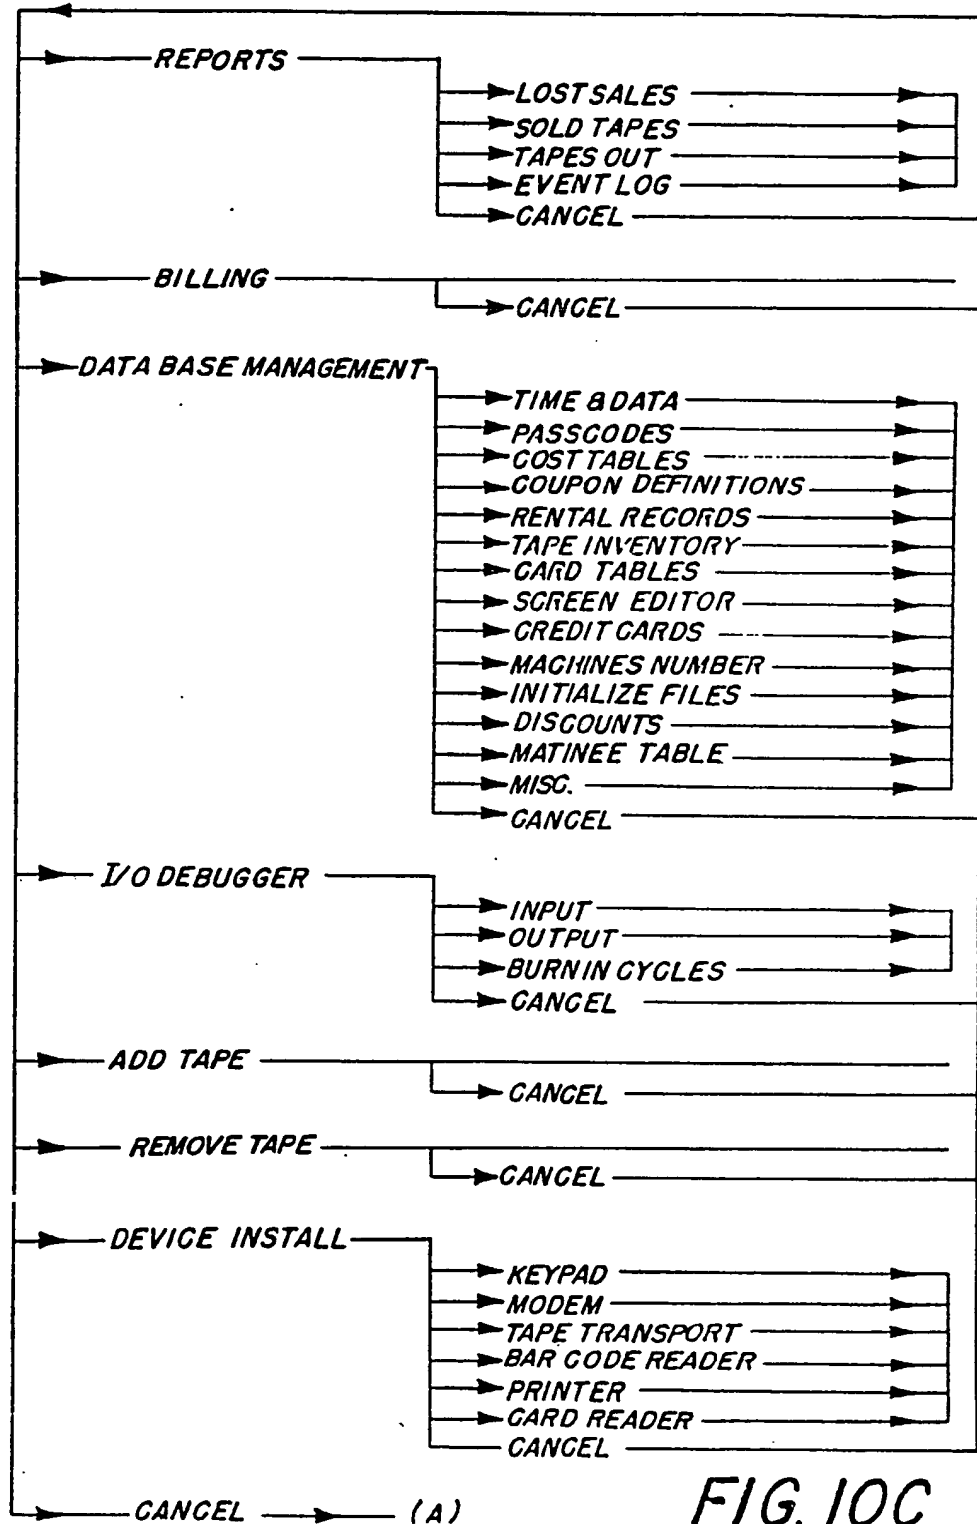 REPORTS
LOST SALES
SOLD TAPES
TAPES OUT
EVENT LOG
CANCEL
BILLING
CANCEL
DATA BASE MANAGEMENT
TIME & DATA
PASSCODES
COST TABLES
COUPON DEFINITIONS
RENTAL RECORDS
TAPE INVENTORY
CARD TABLES
SCREEN EDITOR
CREDIT CARDS
MACHINES NUMBER
INITIALIZE FILES
DISCOUNTS
MATINEE TABLE
MISC.
CANCEL
I/O DEBUGGER
INPUT
OUTPUT
BURN IN CYCLES
CANCEL
ADD TAPE
CANCEL
REMOVE TAPE
CANCEL
DEVICE INSTALL
KEYPAD
MODEM
TAPE TRANSPORT
BAR CODE READER
PRINTER
CARD READER
CANCEL
CANCEL (A)
FIG. 10C